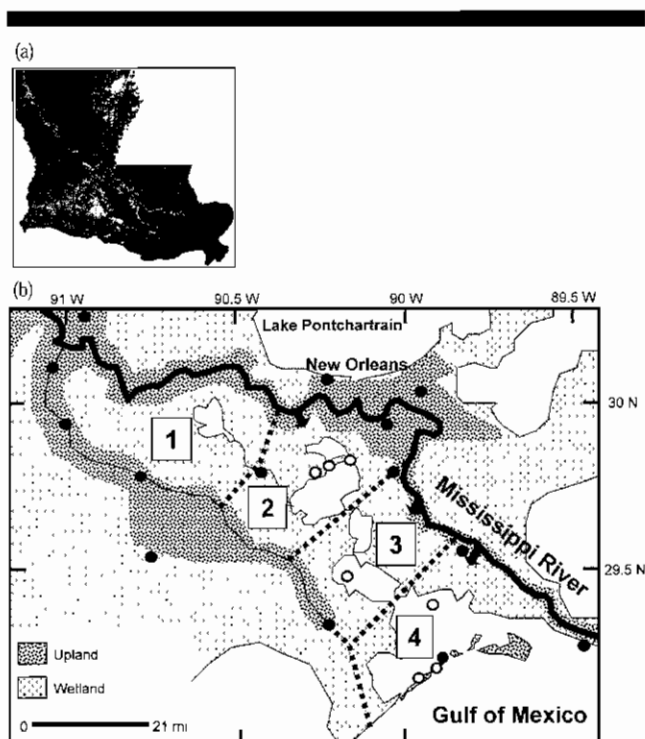 (a)
(b)
91 W
90.5 W
90 W
89.5 W
Lake Pontchartrain
New Orleans
30 N
1
2
Mississippi River
3
29.5 N
4
Upland
Wetland
0 21 mi
Gulf of Mexico